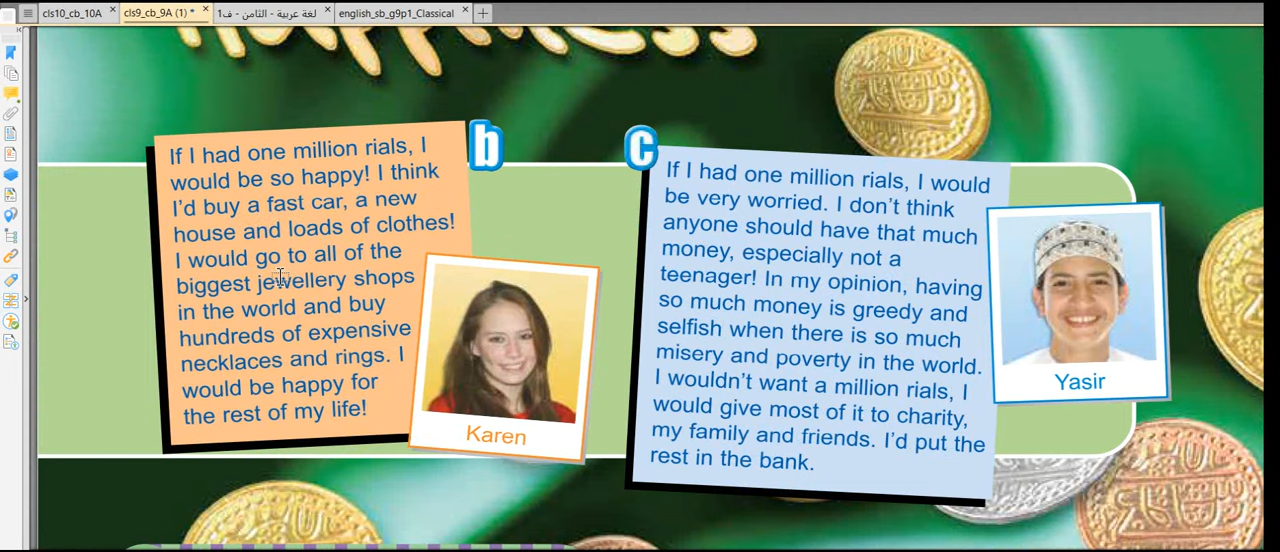 cls10_cb_10A
cls9_cb_9A (1) *
لغة عربية - الثامن - ف1
english_sb_g9p1_Classical
Happiness
b
If I had one million rials, I
would be so happy! I think
I'd buy a fast car, a new
house and loads of clothes!
I would go to all of the
biggest jewellery shops
in the world and buy
hundreds of expensive
necklaces and rings. I
would be happy for
the rest of my life!
Karen
c
If I had one million rials, I would
be very worried. I don't think
anyone should have that much
money, especially not a
teenager! In my opinion, having
so much money is greedy and
so selfish when there is so much
misery and poverty in the world.
I wouldn't want a million rials, I
would give most of it to charity,
my family and friends. I'd put the
rest in the bank.
Yasir